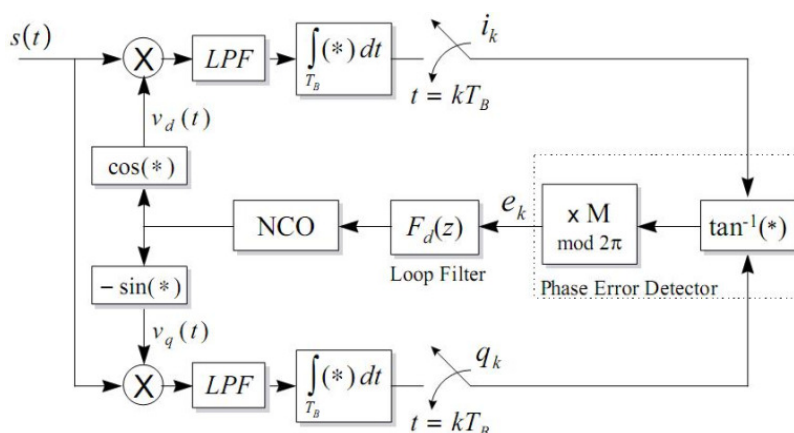 s(t)
X
LPF
∫(*) dt
T_B
i_k
t = kT_B
v_d (t)
cos(*)
NCO
F_d(z)
Loop Filter
e_k
x M
mod 2π
tan⁻¹(*)
Phase Error Detector
− sin(*)
v_q (t)
X
LPF
∫(*) dt
T_B
q_k
t = kT_B